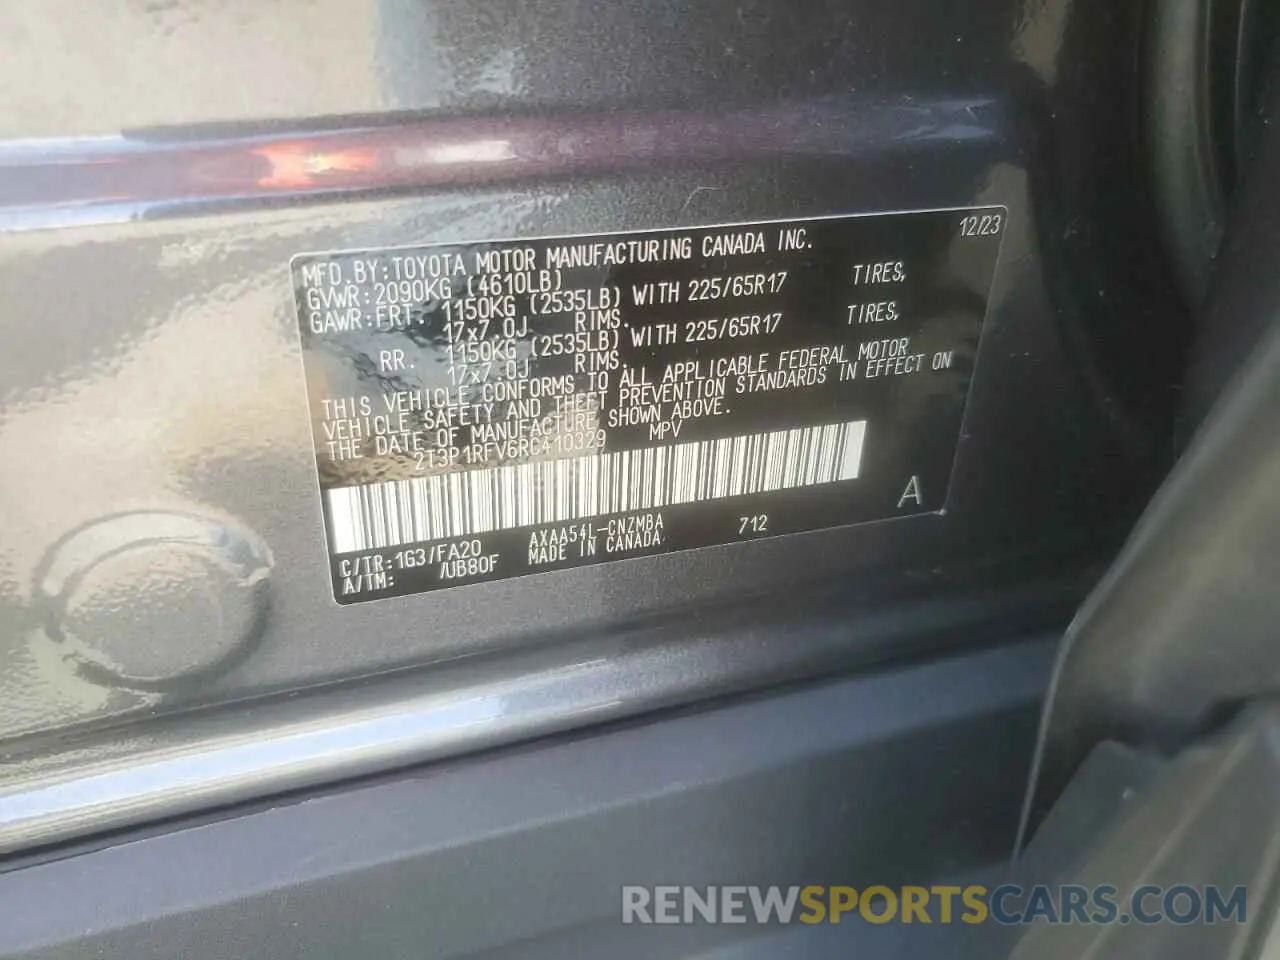 12/23
MFD.BY:TOYOTA MOTOR MANUFACTURING CANADA INC.
GVWR:2090KG (4610LB)
GAWR:FRT. 1150KG (2535LB) WITH 225/65R17 TIRES,
17x7.0J RIMS.
RR. 1150KG (2535LB) WITH 225/65R17 TIRES,
17x7.0J RIMS.
THIS VEHICLE CONFORMS TO ALL APPLICABLE FEDERAL MOTOR
VEHICLE SAFETY AND THEFT PREVENTION STANDARDS IN EFFECT ON
THE DATE OF MANUFACTURE SHOWN ABOVE.
2T3P1RFV6RC410329 MPV
A
C/TR:1G3/FA20 AXAA54L-CNZMBA 712
A/TM: /UB80F MADE IN CANADA
RENEWSPORTSCARS.COM